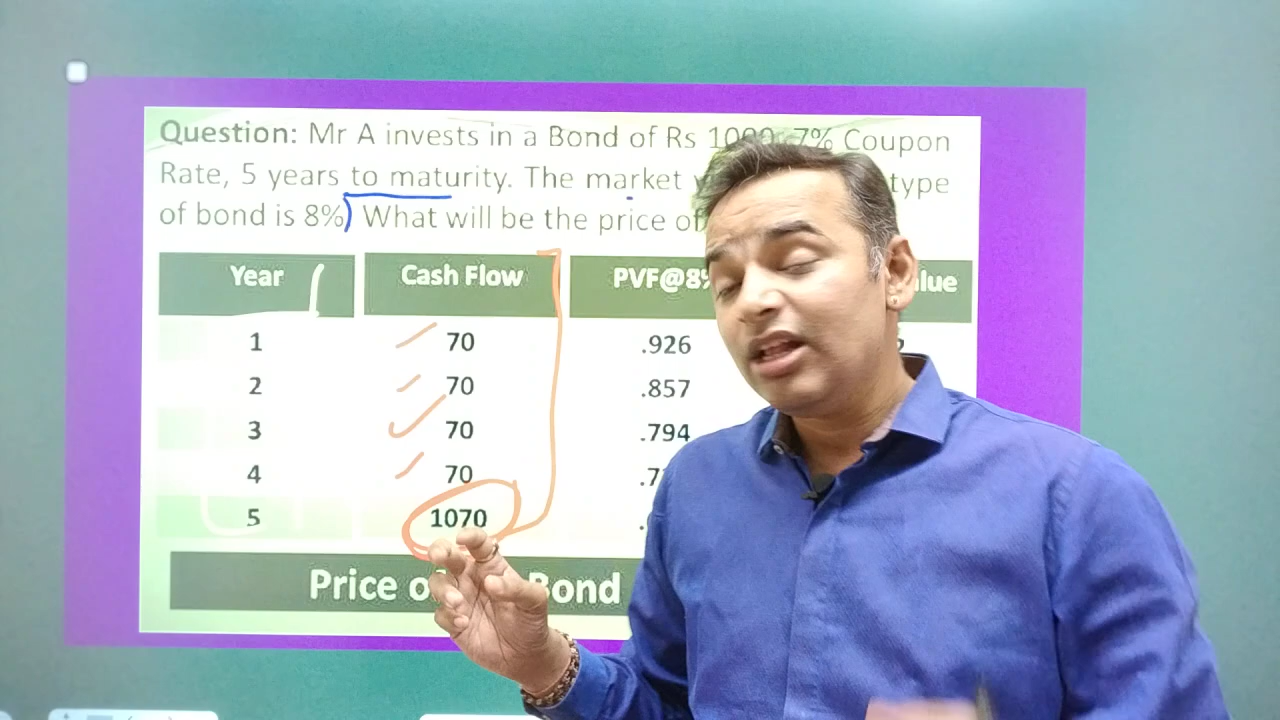 Question: Mr A invests in a Bond of Rs 1000, 7% Coupon
Rate, 5 years to maturity. The market type
of bond is 8%. What will be the price of
Year Cash Flow PVF@8%
1 70 .926
2 70 .857
3 70 .794
4 70
5 1070
Price Bond